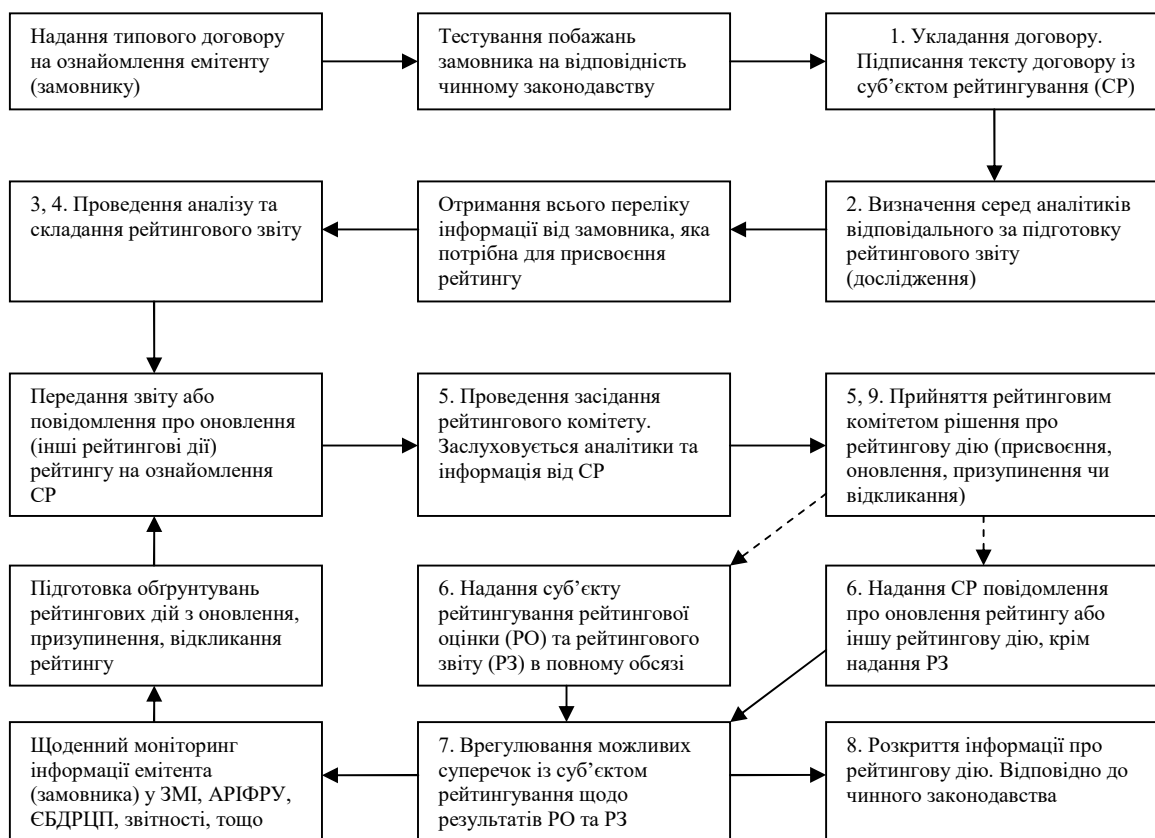 Надання типового договору
на ознайомлення емітенту
(замовнику)
Тестування побажань
замовника на відповідність
чинному законодавству
1. Укладання договору.
Підписання тексту договору із
суб’єктом рейтингування (СР)
3, 4. Проведення аналізу та
складання рейтингового звіту
Отримання всього переліку
інформації від замовника, яка
потрібна для присвоєння
рейтингу
2. Визначення серед аналітиків
відповідального за підготовку
рейтингового звіту
(дослідження)
Передання звіту або
повідомлення про оновлення
(інші рейтингові дії)
рейтингу на ознайомлення
СР
5. Проведення засідання
рейтингового комітету.
Заслуховується аналітики та
інформація від СР
5, 9. Прийняття рейтинговим
комітетом рішення про
рейтингову дію (присвоєння,
оновлення, призупинення чи
відкликання)
Підготовка обґрунтувань
рейтингових дій з оновлення,
призупинення, відкликання
рейтингу
6. Надання суб’єкту
рейтингування рейтингової
оцінки (РО) та рейтингового
звіту (РЗ) в повному обсязі
6. Надання СР повідомлення
про оновлення рейтингу або
іншу рейтингову дію, крім
надання РЗ
Щоденний моніторинг
інформації емітента
(замовника) у ЗМІ, АРІФРУ,
ЄБДРЦП, звітності, тощо
7. Врегулювання можливих
суперечок із суб’єктом
рейтингування щодо
результатів РО та РЗ
8. Розкриття інформації про
рейтингову дію. Відповідно до
чинного законодавства